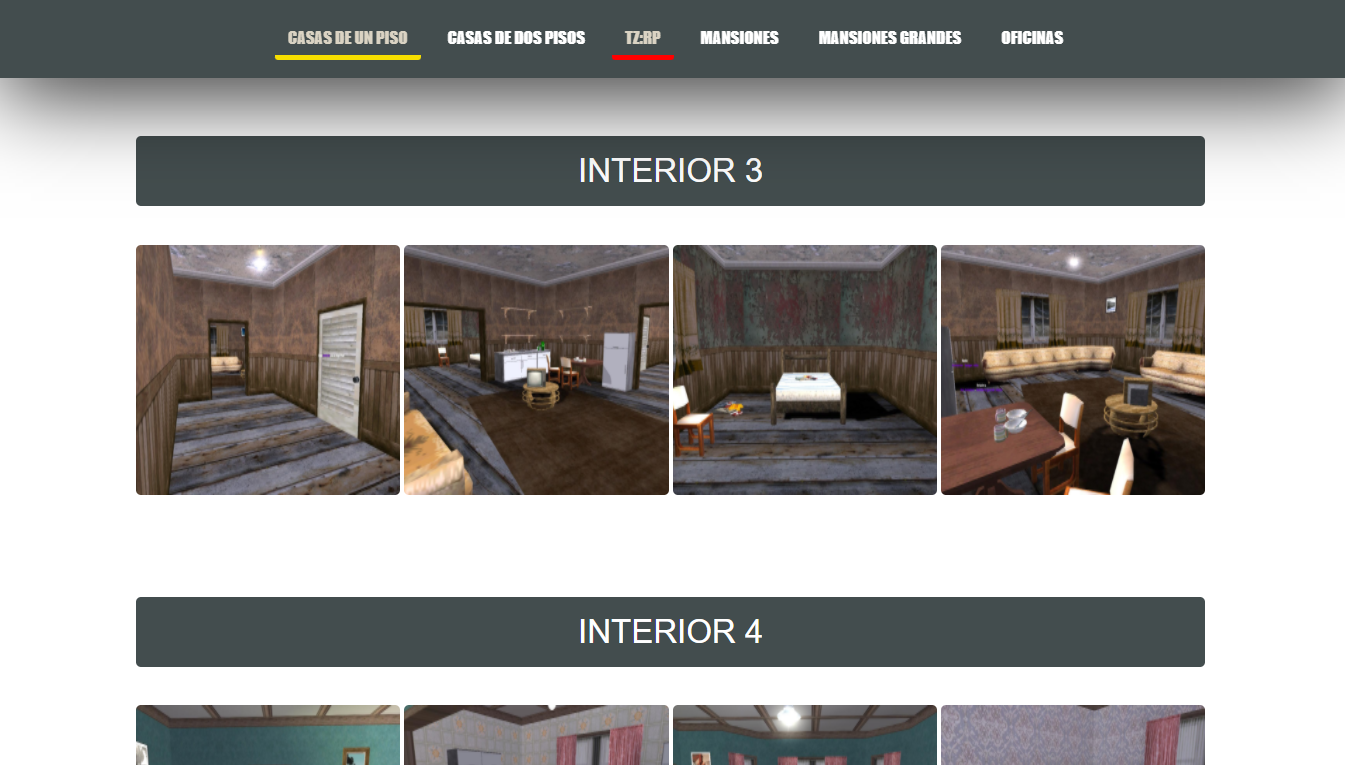 CASAS DE UN PISO
CASAS DE DOS PISOS
TZ:RP
MANSIONES
MANSIONES GRANDES
OFICINAS
INTERIOR 3
INTERIOR 4